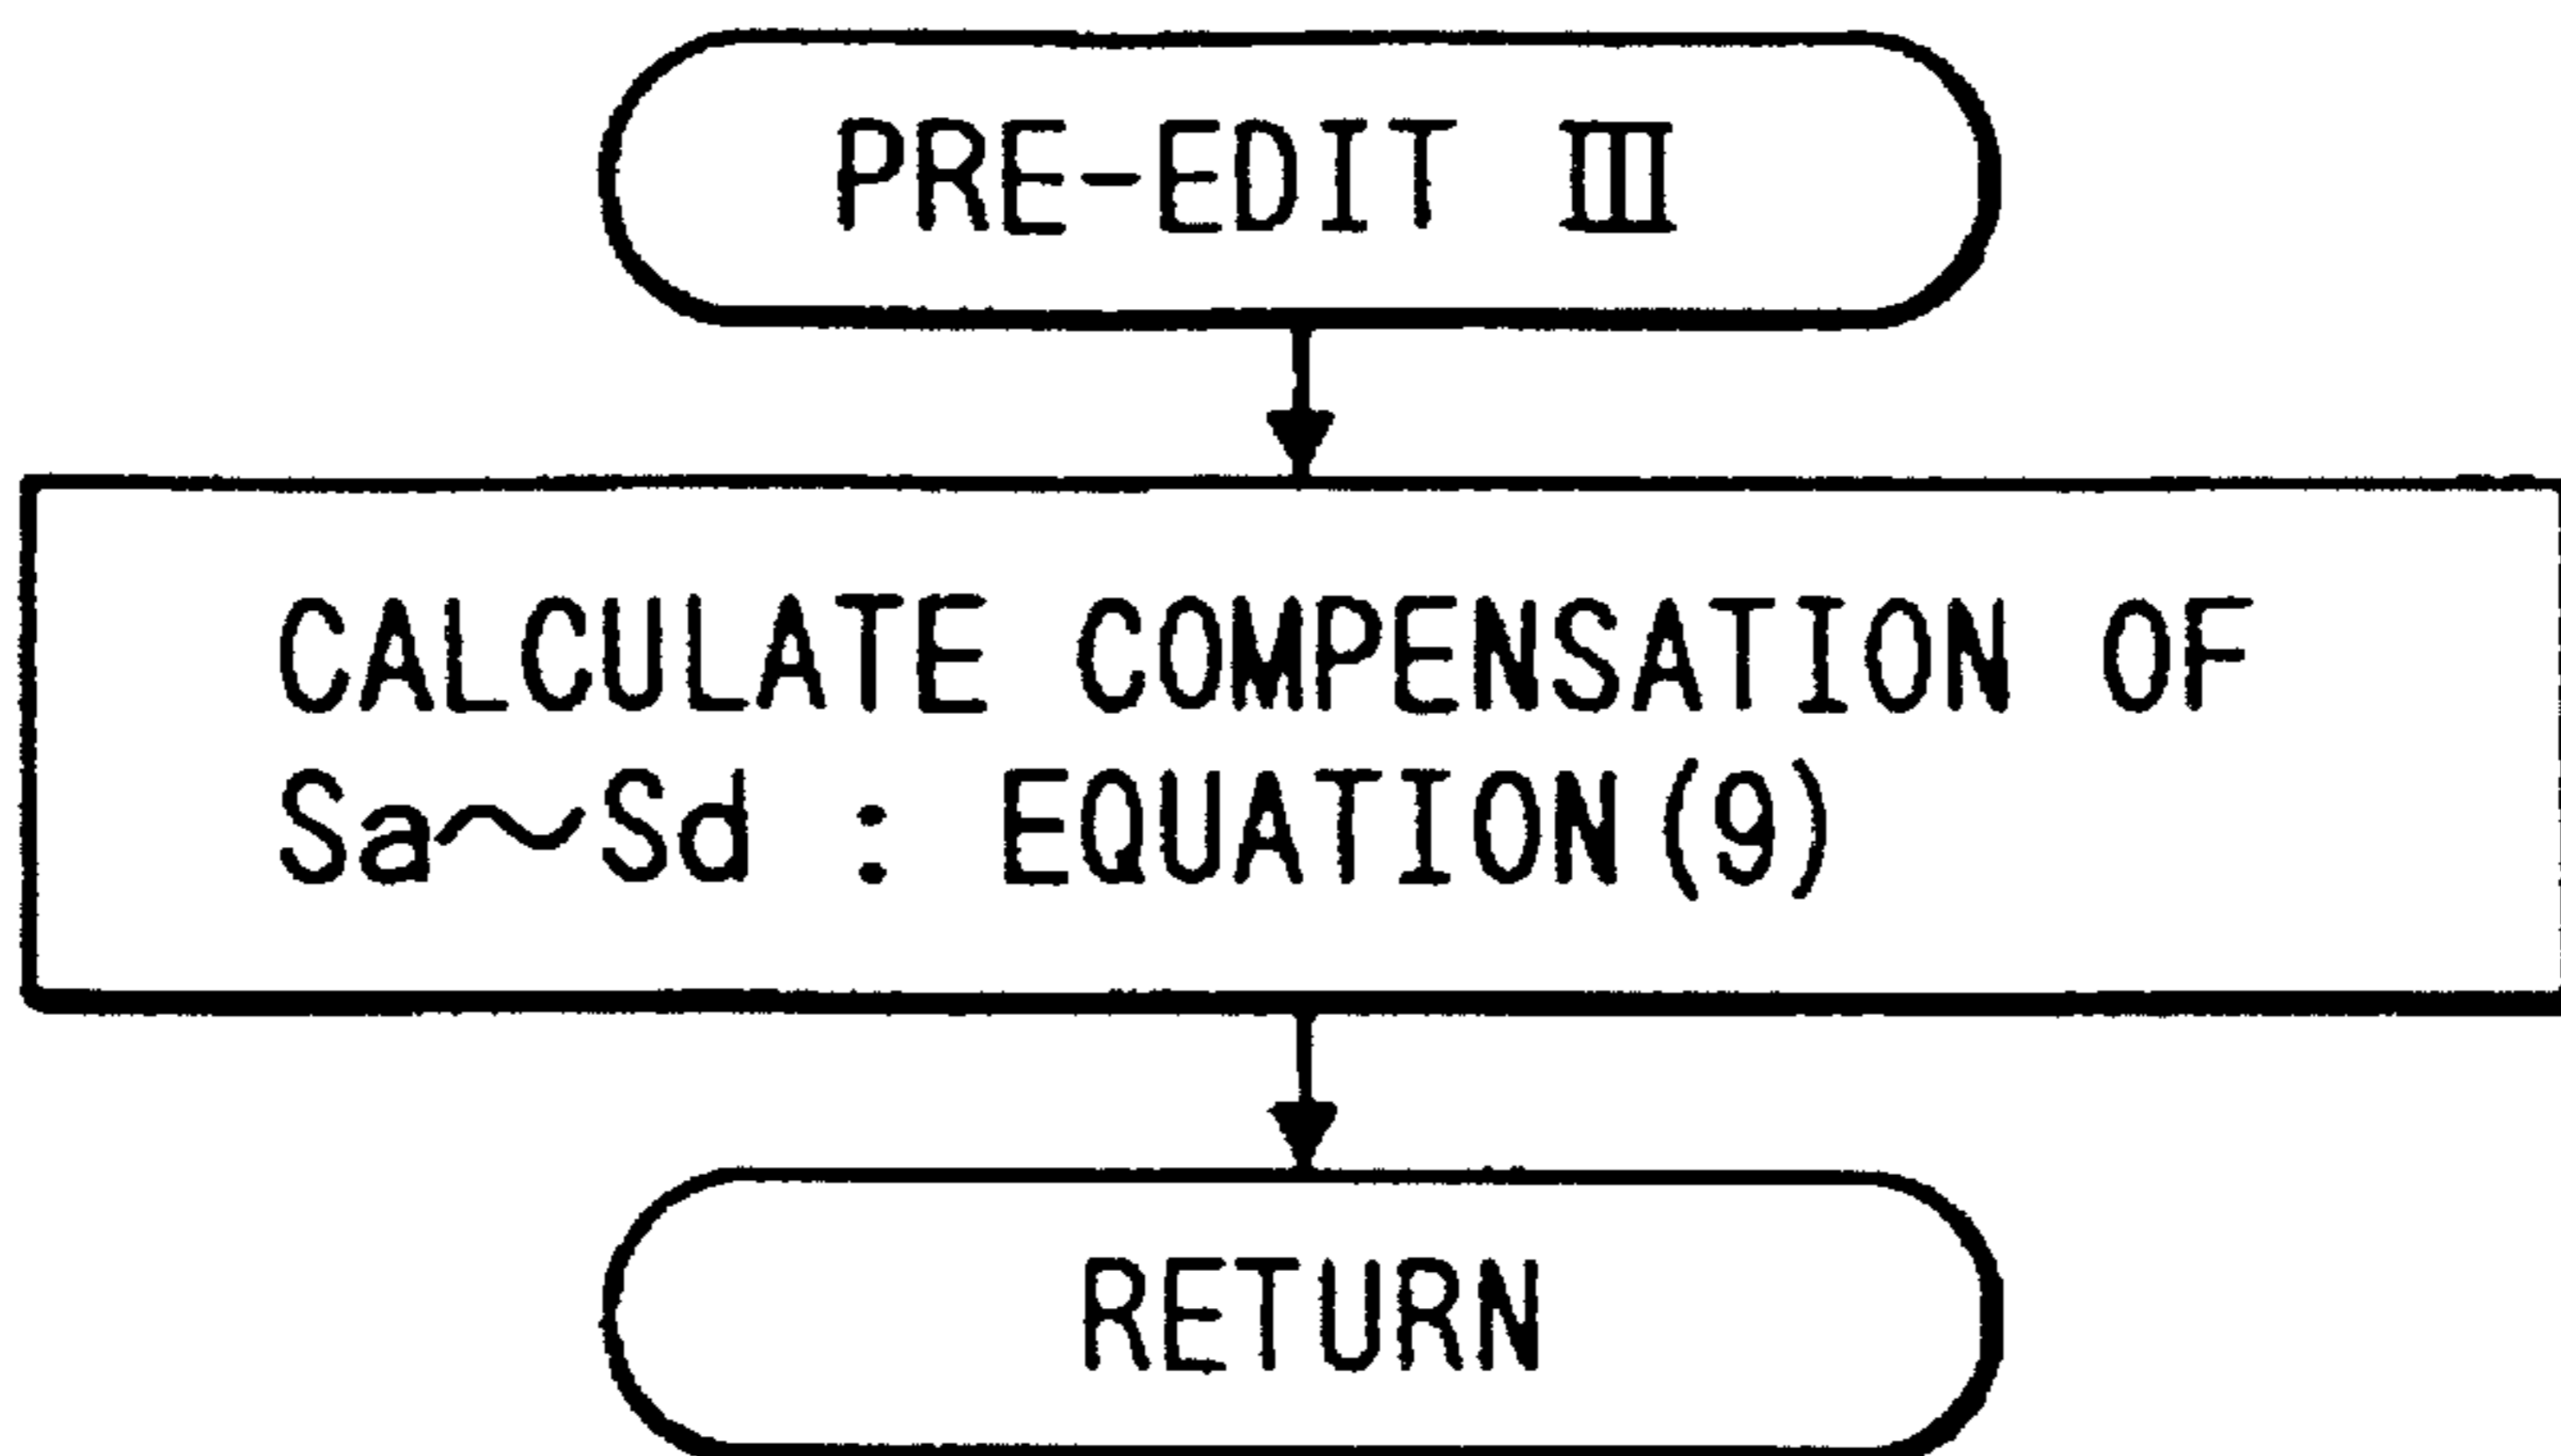 PRE-EDIT III
CALCULATE COMPENSATION OF
Sa~Sd : EQUATION(9)
RETURN